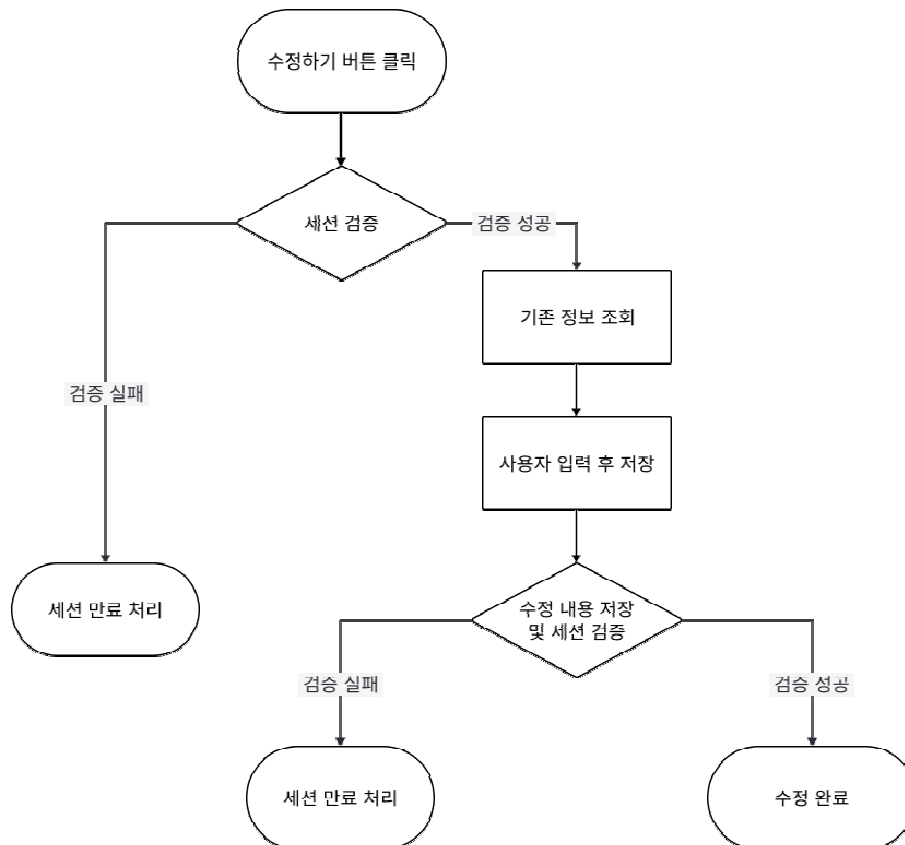 수정하기 버튼 클릭
세션 검증
검증 성공
기존 정보 조회
검증 실패
사용자 입력 후 저장
세션 만료 처리
수정 내용 저장
및 세션 검증
검증 실패
검증 성공
세션 만료 처리
수정 완료